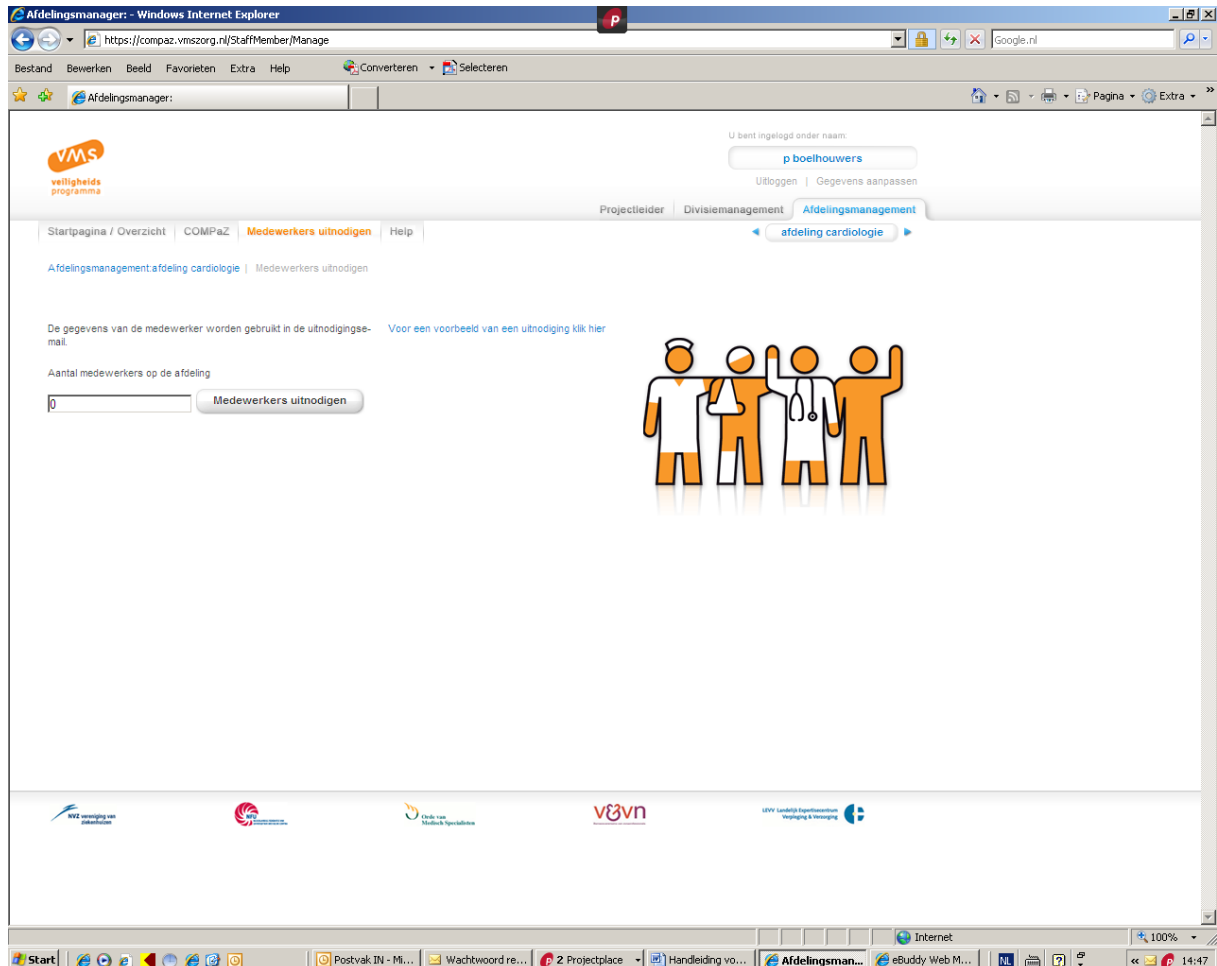 Afdelingsmanager: - Windows Internet Explorer
p
https://compaz.vmszorg.nl/StaffMember/Manage
Google.nl
Bestand Bewerken Beeld Favorieten Extra Help Converteren Selecteren
Afdelingsmanager: Pagina Extra »
U bent ingelogd onder naam:
VMS
p boelhouwers
veiligheids
programma
Uitloggen | Gegevens aanpassen
Projectleider Divisiemanagement Afdelingsmanagement
Startpagina / Overzicht COMPaZ Medewerkers uitnodigen Help
afdeling cardiologie
Afdelingsmanagement:afdeling cardiologie | Medewerkers uitnodigen
De gegevens van de medewerker worden gebruikt in de uitnodigingse-
mail.
Voor een voorbeeld van een uitnodiging klik hier
Aantal medewerkers op de afdeling
0 Medewerkers uitnodigen
NVZ vereniging van
ziekenhuizen
NFU
Orde van
Medisch Specialisten
V&VN
LEVV Landelijk Expertisecentrum
Verpleging & Verzorging
Internet 100%
Start Postvak IN - Mi... Wachtwoord re... 2 Projectplace Handleiding vo... Afdelingsman... eBuddy Web M... NL « 14:47